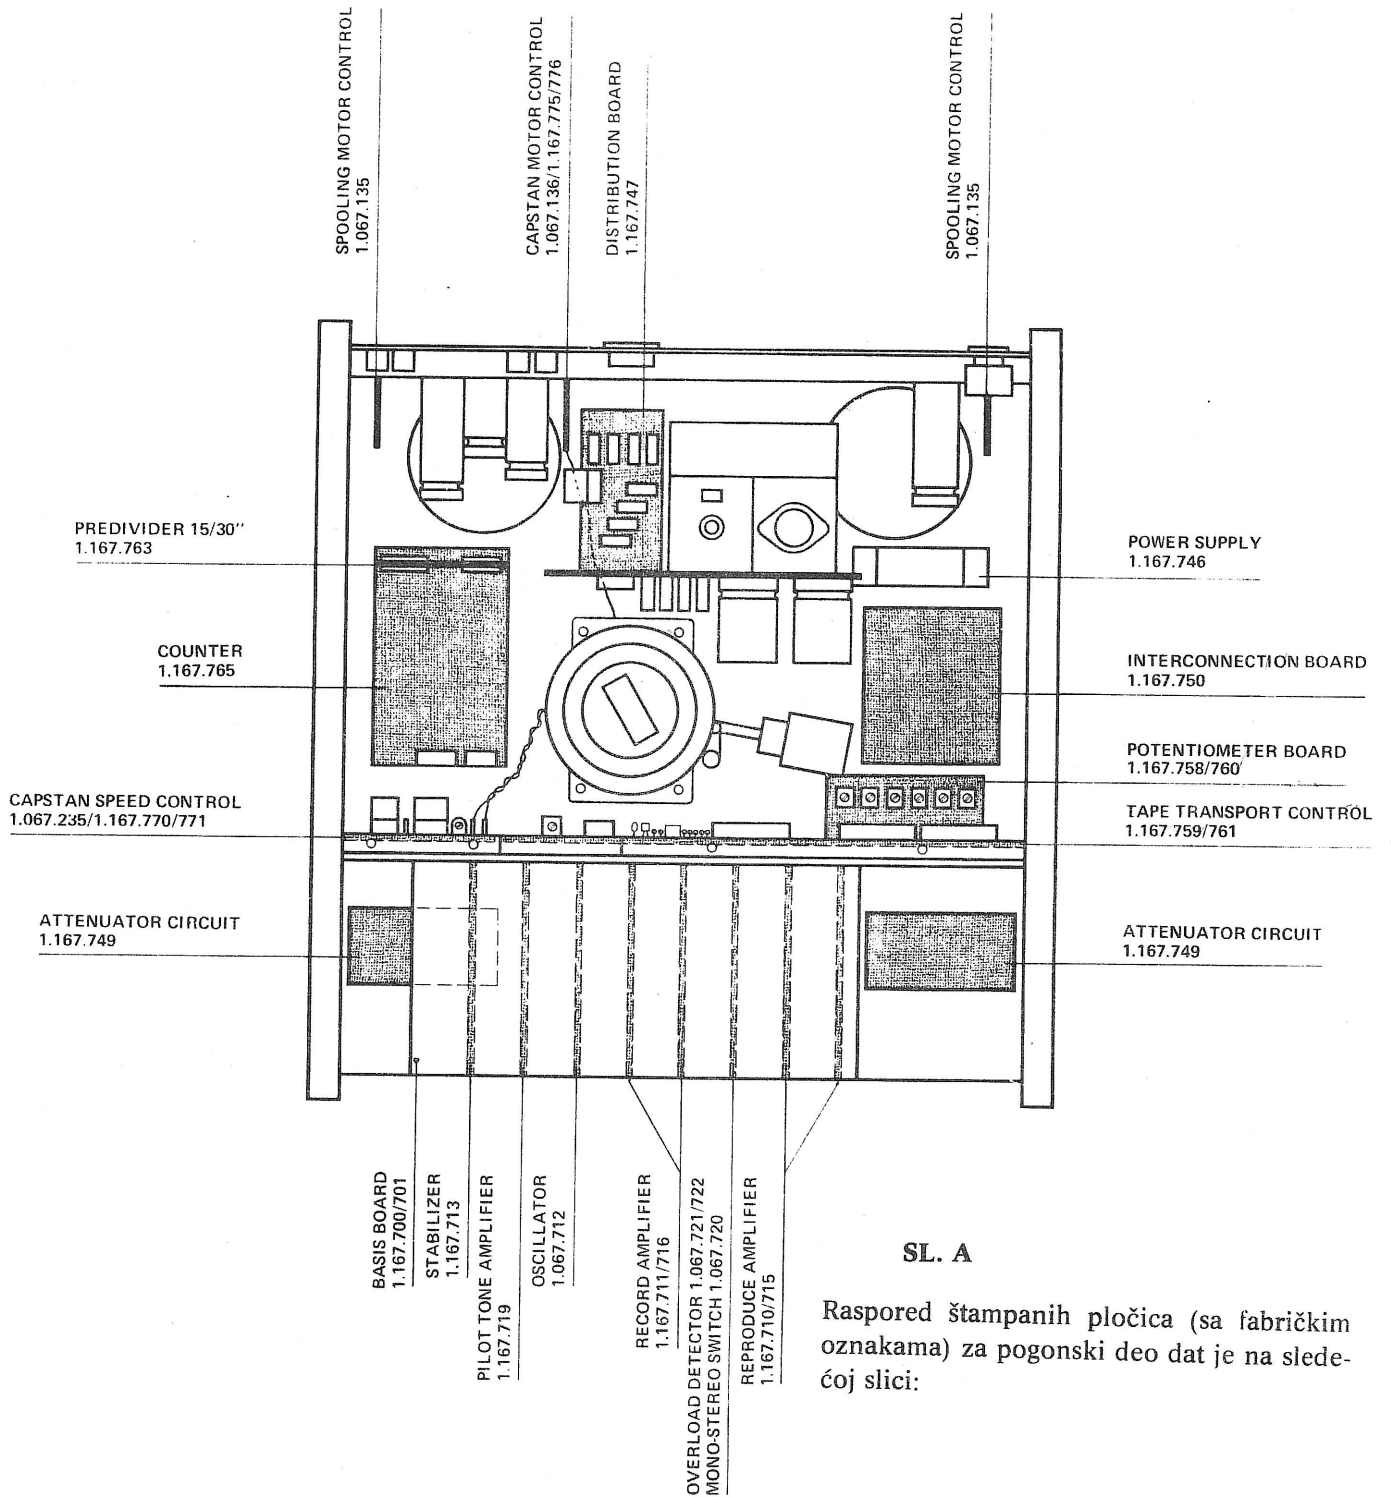 SPOOLING MOTOR CONTROL
1.067.135
CAPSTAN MOTOR CONTROL
1.067.136/1.167.775/776
DISTRIBUTION BOARD
1.167.747
SPOOLING MOTOR CONTROL
1.067.135
PREDIVIDER 15/30''
1.167.763
COUNTER
1.167.765
CAPSTAN SPEED CONTROL
1.067.235/1.167.770/771
ATTENUATOR CIRCUIT
1.167.749
POWER SUPPLY
1.167.746
INTERCONNECTION BOARD
1.167.750
POTENTIOMETER BOARD
1.167.758/760
TAPE TRANSPORT CONTROL
1.167.759/761
ATTENUATOR CIRCUIT
1.167.749
BASIS BOARD
1.167.700/701
STABILIZER
1.167.713
PILOT TONE AMPLIFIER
1.167.719
OSCILLATOR
1.067.712
RECORD AMPLIFIER
1.167.711/716
OVERLOAD DETECTOR 1.067.721/722
MONO-STEREO SWITCH 1.067.720
REPRODUCE AMPLIFIER
1.167.710/715
SL. A
Raspored štampanih pločica (sa fabričkim
oznakama) za pogonski deo dat je na slede-
ćoj slici: